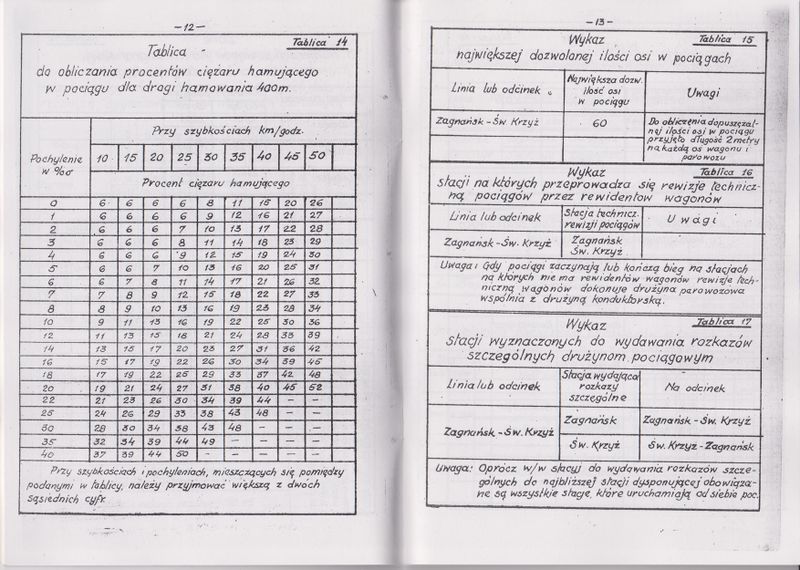 -12-
Tablica 14
Tablica
do obliczania procentów ciężaru hamującego
w pociągu dla drogi hamowania 400m.
Pochylenie w ‰
Przy szybkościach km/godz.
10 15 20 25 30 35 40 45 50
Procent ciężaru hamującego
0 6 6 6 6 8 11 15 20 26
1 6 6 6 6 9 12 16 21 27
2 6 6 6 7 10 13 17 22 28
3 6 6 6 8 11 14 18 23 29
4 6 6 6 9 12 15 19 24 30
5 6 6 7 10 13 16 20 25 31
6 6 7 8 11 14 17 21 26 32
7 7 8 9 12 15 18 22 27 33
8 8 9 10 13 16 19 23 28 34
10 9 11 13 16 19 22 25 30 36
12 11 13 15 18 21 24 28 33 39
14 13 15 17 20 23 27 31 36 42
16 15 17 19 22 26 30 34 39 45
18 17 19 22 25 29 33 37 42 48
20 19 21 24 27 31 38 40 45 52
22 21 23 26 30 34 39 44 - -
25 24 26 29 33 38 43 48 - -
30 28 30 34 38 43 48 - - -
35 32 34 39 44 49 - - - -
40 37 39 44 50 - - - - -
Przy szybkościach i pochyleniach, mieszczących się pomiędzy
podanymi w tablicy, należy przyjmować większą z dwóch
sąsiednich cyfr.
-13-
Tablica 15
Wykaz
największej dozwolonej ilości osi w pociągach
Linia lub odcinek
Największa dozw.
ilość osi
w pociągu
Uwagi
Zagnańsk-Św. Krzyż
60
Do obliczenia dopuszczal-
nej ilości osi w pociągu
przyjęto długość 2 metry
na każdą oś wagonu i
parowozu
Tablica 16
Wykaz
stacji na których przeprowadza się rewizje technicz-
ną pociągów przez rewidentów wagonów
Linia lub odcinek
Stacja technicz.
rewizji pociągów
Uwagi
Zagnańsk-Św. Krzyż
Zagnańsk
Św. Krzyż
Uwaga: Gdy pociągi zaczynają lub kończą bieg na stacjach
na których nie ma rewidentów wagonów rewizje tech-
niczną wagonów dokonuje drużyna parowozowa
wspólnie z drużyną konduktorską.
Tablica 17
Wykaz
stacji wyznaczonych do wydawania rozkazów
szczególnych drużynom pociągowym
Linia lub odcinek
Stacja wydająca
rozkazy
szczególne
Na odcinek
Zagnańsk-Św. Krzyż
Zagnańsk
Zagnańsk-Św. Krzyż
Św. Krzyż
Św. Krzyż-Zagnańsk
Uwaga: Oprócz w/w stacji do wydawania rozkazów szcze-
gólnych do najbliższej stacji dysponującej obowiąza-
ne są wszystkie stacje, które uruchamiają od siebie poc.